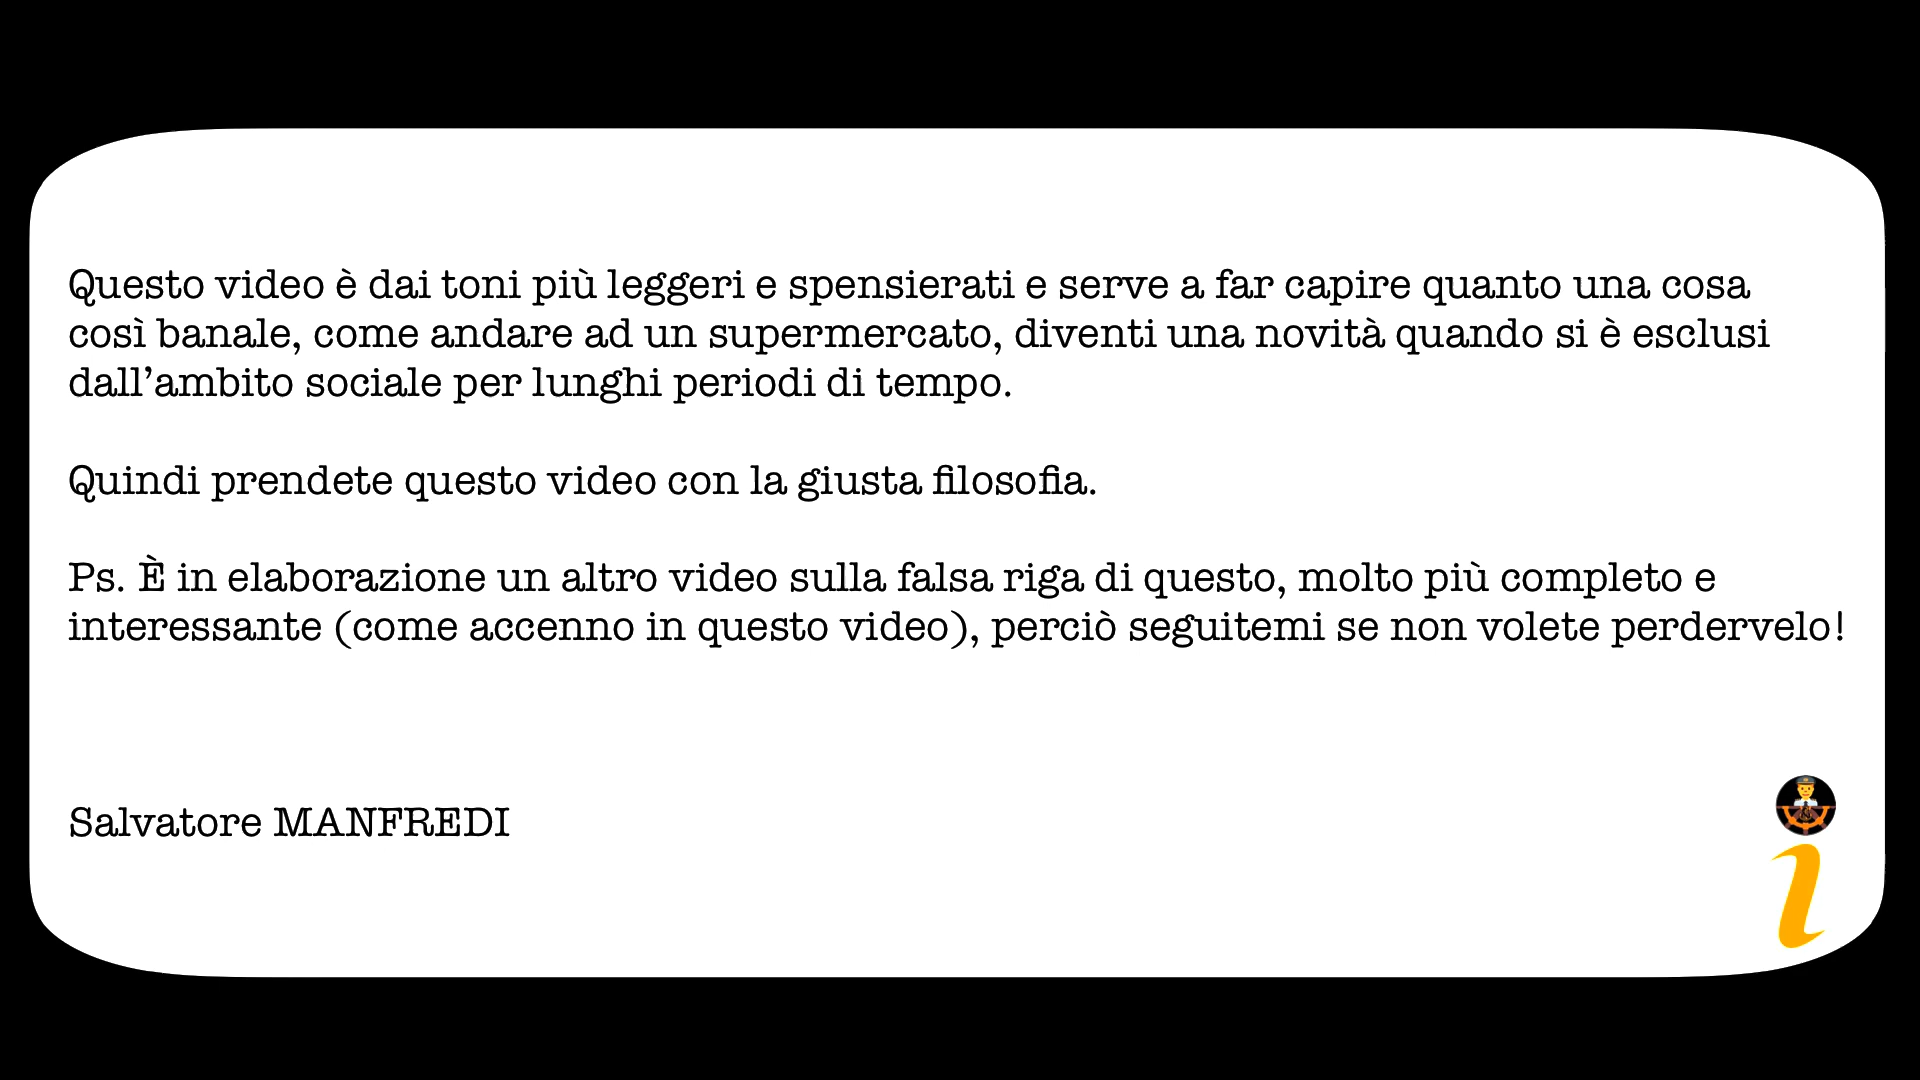 Questo video è dai toni più leggeri e spensierati e serve a far capire quanto una cosa
così banale, come andare ad un supermercato, diventi una novità quando si è esclusi
dall’ambito sociale per lunghi periodi di tempo.
Quindi prendete questo video con la giusta filosofia.
Ps. È in elaborazione un altro video sulla falsa riga di questo, molto più completo e
interessante (come accenno in questo video), perciò seguitemi se non volete perdervelo!
Salvatore MANFREDI
i